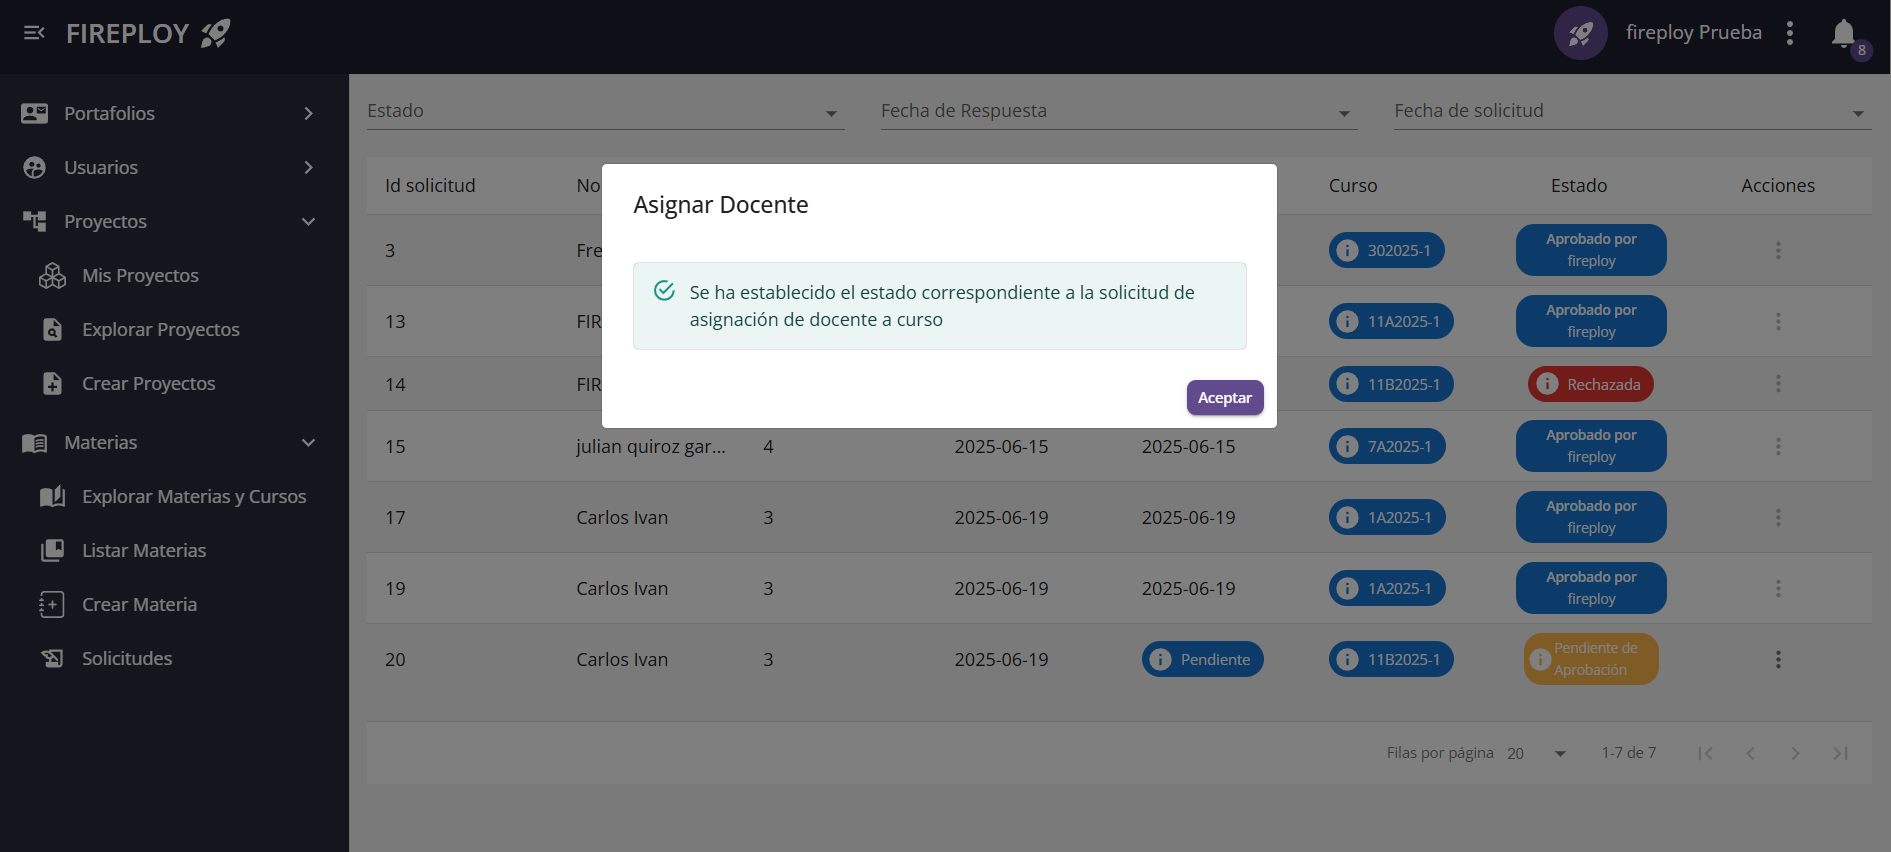 FIREPLOY
fireploy Prueba
8
Portafolios
Usuarios
Proyectos
Mis Proyectos
Explorar Proyectos
Crear Proyectos
Materias
Explorar Materias y Cursos
Listar Materias
Crear Materia
Solicitudes
Estado
Fecha de Respuesta
Fecha de solicitud
Id solicitud
No
Curso
Estado
Acciones
Asignar Docente
Se ha establecido el estado correspondiente a la solicitud de
asignación de docente a curso
Aceptar
3
Fre
302025-1
Aprobado por
fireploy
13
FIR
11A2025-1
Aprobado por
fireploy
14
FIR
11B2025-1
Rechazada
15
julian quiroz gar...
4
2025-06-15
2025-06-15
7A2025-1
Aprobado por
fireploy
17
Carlos Ivan
3
2025-06-19
2025-06-19
1A2025-1
Aprobado por
fireploy
19
Carlos Ivan
3
2025-06-19
2025-06-19
1A2025-1
Aprobado por
fireploy
20
Carlos Ivan
3
2025-06-19
Pendiente
11B2025-1
Pendiente de
Aprobación
Filas por página 20
1-7 de 7